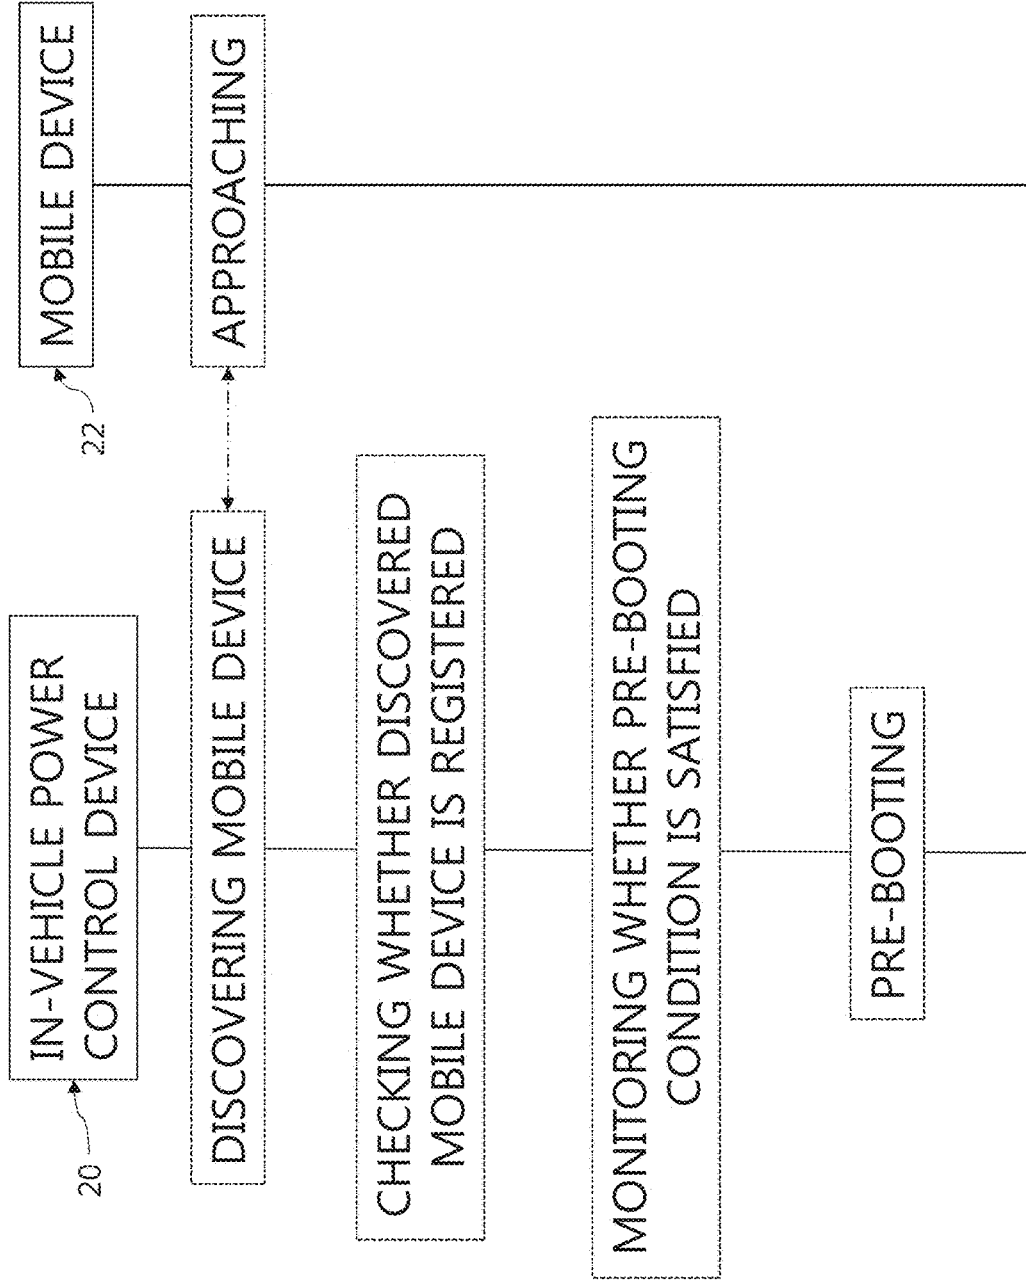 20
IN-VEHICLE POWER
CONTROL DEVICE
22
MOBILE DEVICE
DISCOVERING MOBILE DEVICE
APPROACHING
CHECKING WHETHER DISCOVERED
MOBILE DEVICE IS REGISTERED
MONITORING WHETHER PRE-BOOTING
CONDITION IS SATISFIED
PRE-BOOTING